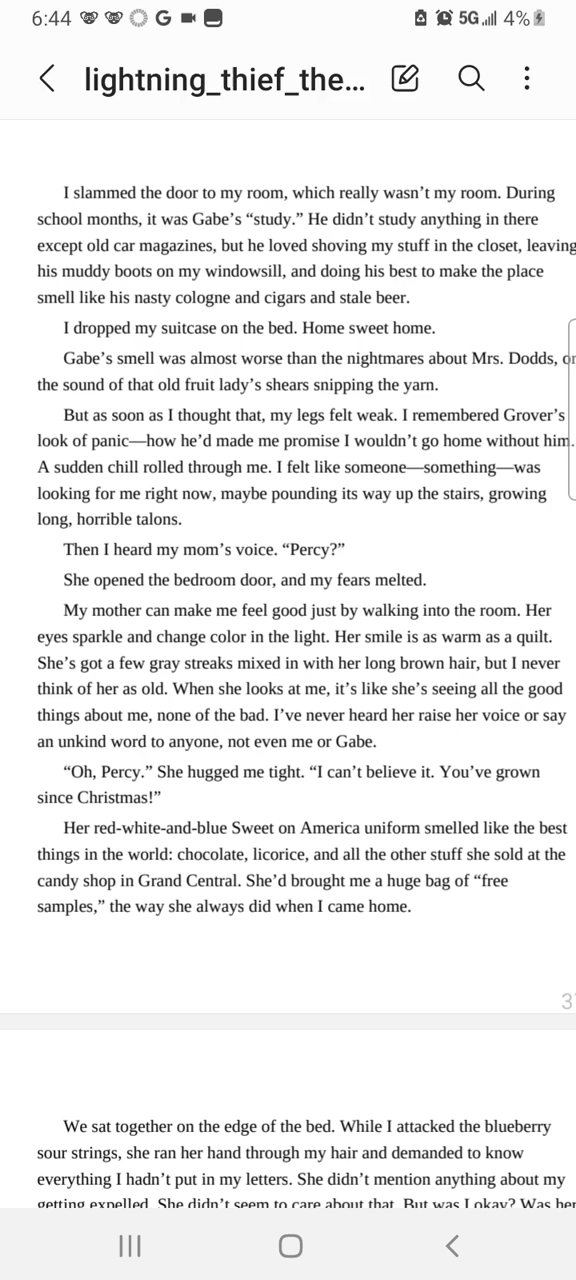 6:44 G 5G 4%
lightning_thief_the...
I slammed the door to my room, which really wasn’t my room. During
school months, it was Gabe’s “study.” He didn’t study anything in there
except old car magazines, but he loved shoving my stuff in the closet, leaving
his muddy boots on my windowsill, and doing his best to make the place
smell like his nasty cologne and cigars and stale beer.
I dropped my suitcase on the bed. Home sweet home.
Gabe’s smell was almost worse than the nightmares about Mrs. Dodds, or
the sound of that old fruit lady’s shears snipping the yarn.
But as soon as I thought that, my legs felt weak. I remembered Grover’s
look of panic—how he’d made me promise I wouldn’t go home without him.
A sudden chill rolled through me. I felt like someone—something—was
looking for me right now, maybe pounding its way up the stairs, growing
long, horrible talons.
Then I heard my mom’s voice. “Percy?”
She opened the bedroom door, and my fears melted.
My mother can make me feel good just by walking into the room. Her
eyes sparkle and change color in the light. Her smile is as warm as a quilt.
She’s got a few gray streaks mixed in with her long brown hair, but I never
think of her as old. When she looks at me, it’s like she’s seeing all the good
things about me, none of the bad. I’ve never heard her raise her voice or say
an unkind word to anyone, not even me or Gabe.
“Oh, Percy.” She hugged me tight. “I can’t believe it. You’ve grown
since Christmas!”
Her red-white-and-blue Sweet on America uniform smelled like the best
things in the world: chocolate, licorice, and all the other stuff she sold at the
candy shop in Grand Central. She’d brought me a huge bag of “free
samples,” the way she always did when I came home.
We sat together on the edge of the bed. While I attacked the blueberry
sour strings, she ran her hand through my hair and demanded to know
everything I hadn’t put in my letters. She didn’t mention anything about my
getting expelled. She didn’t seem to care about that. But was I okay? Was her